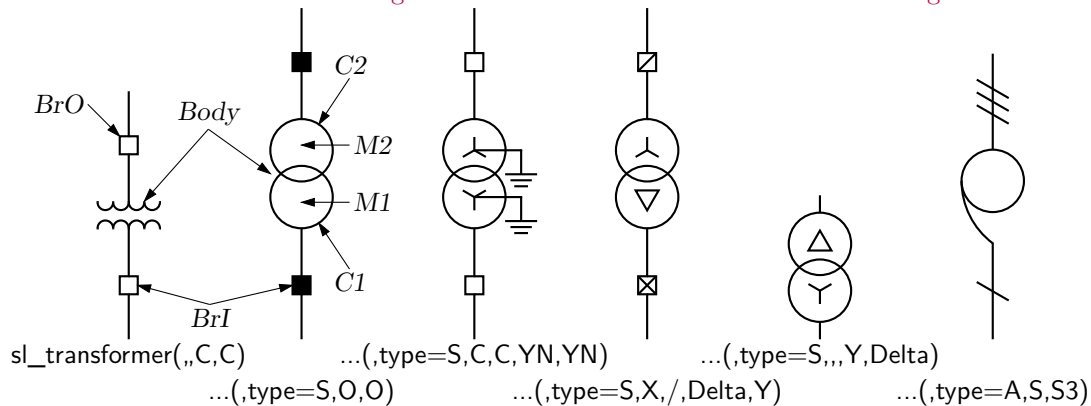 C2
BrO
Body
M2
M1
C1
BrI
sl_transformer(,,C,C)
...(,type=S,C,C,YN,YN)
...(,type=S,,,Y,Delta)
...(,type=S,O,O)
...(,type=S,X,/,Delta,Y)
...(,type=A,S,S3)